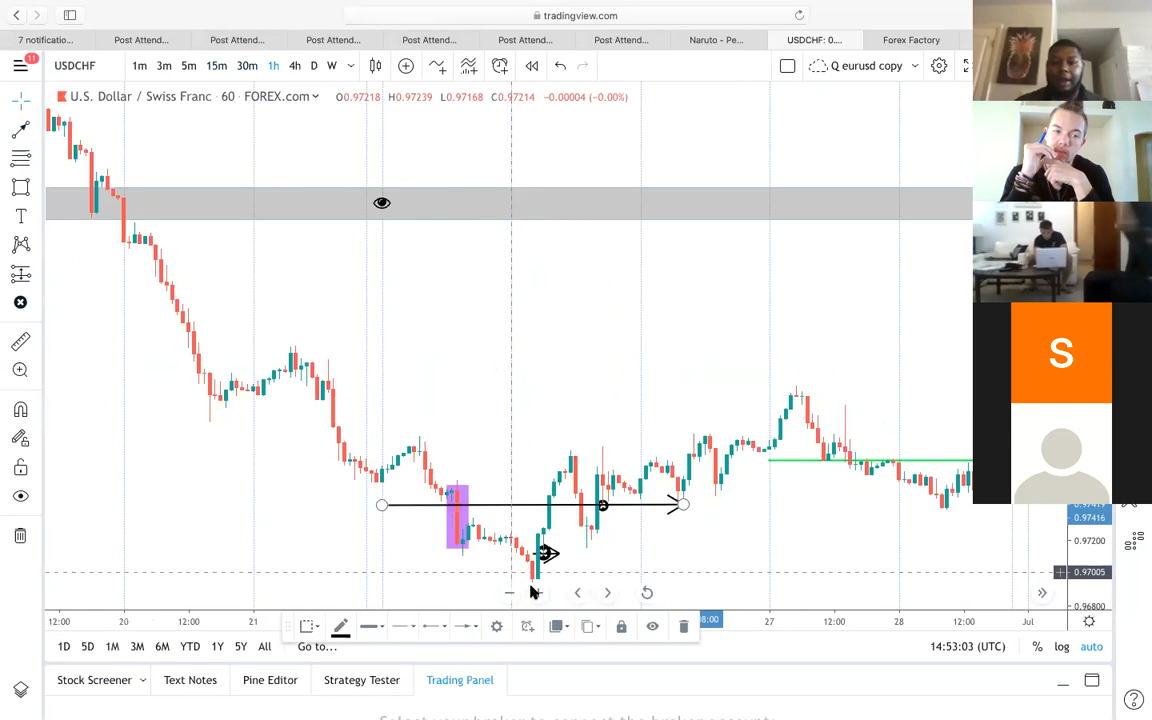 tradingview.com
7 notificatio...
Post Attend...
Post Attend...
Post Attend...
Post Attend...
Post Attend...
Post Attend...
Naruto - Pe...
USDCHF: 0....
Forex Factory
11
USDCHF
1m 3m 5m 15m 30m 1h 4h D W
Q eurusd copy
U.S. Dollar / Swiss Franc · 60 · FOREX.com
O0.97218 H0.97239 L0.97168 C0.97214 −0.00004 (−0.00%)
S
0.97416
0.97200
0.97005
0.96800
12:00 20 12:00 21 08:00 27 12:00 28 12:00 Jul
1D 5D 1M 3M 6M YTD 1Y 5Y All Go to...
14:53:03 (UTC) % log auto
Stock Screener Text Notes Pine Editor Strategy Tester Trading Panel